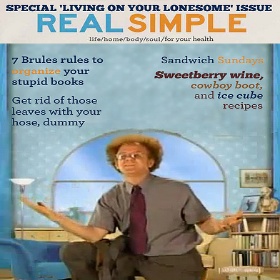 SPECIAL 'LIVING ON YOUR LONESOME' ISSUE
REAL SIMPLE
life/home/body/soul/for your health
7 Brules rules to
organize your
stupid books
Get rid of those
leaves with your
hose, dummy
Sandwich Sundays
Sweetberry wine,
cowboy boot,
and ice cube
recipes